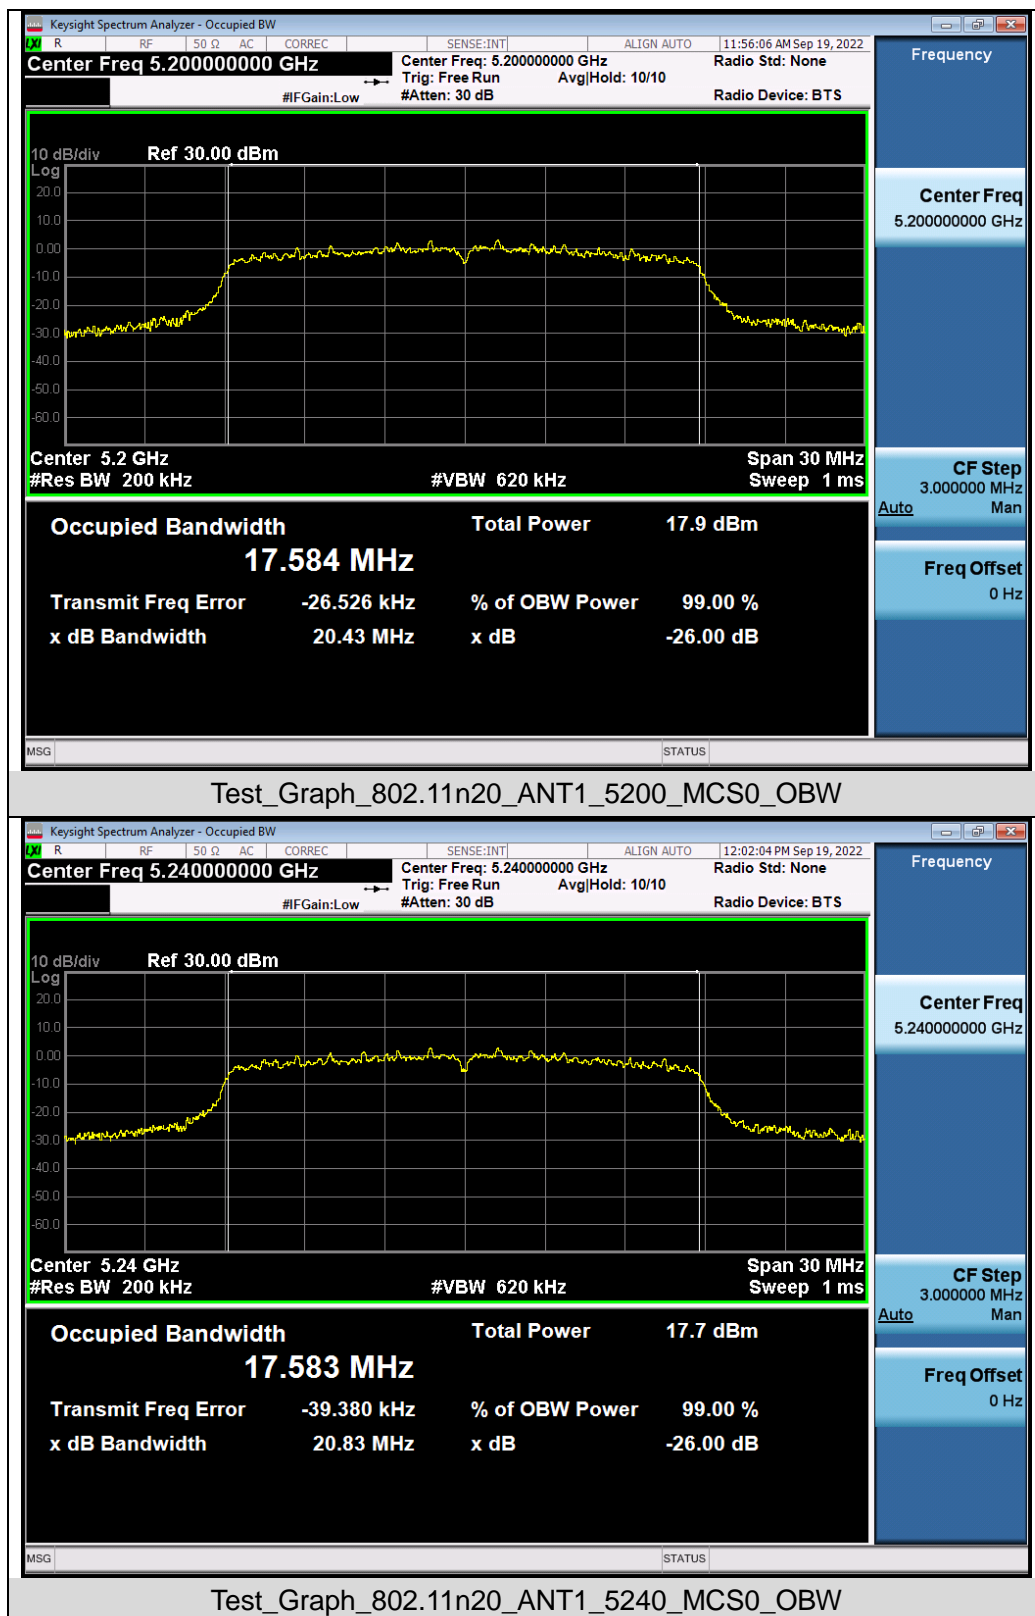 Keysight Spectrum Analyzer - Occupied BW
LXI R RF 50 Ω AC CORREC SENSE:INT ALIGN AUTO 11:56:06 AM Sep 19, 2022
Center Freq 5.200000000 GHz
Center Freq: 5.200000000 GHz
Radio Std: None
Trig: Free Run Avg|Hold: 10/10
#IFGain:Low
#Atten: 30 dB
Radio Device: BTS
Frequency
10 dB/div Ref 30.00 dBm
Log
20.0
10.0
0.00
-10.0
-20.0
-30.0
-40.0
-50.0
-60.0
Center 5.2 GHz Span 30 MHz
#Res BW 200 kHz #VBW 620 kHz Sweep 1 ms
Center Freq
5.200000000 GHz
CF Step
3.000000 MHz
Auto Man
Freq Offset
0 Hz
Occupied Bandwidth Total Power 17.9 dBm
17.584 MHz
Transmit Freq Error -26.526 kHz % of OBW Power 99.00 %
x dB Bandwidth 20.43 MHz x dB -26.00 dB
MSG STATUS
Test_Graph_802.11n20_ANT1_5200_MCS0_OBW
Keysight Spectrum Analyzer - Occupied BW
LXI R RF 50 Ω AC CORREC SENSE:INT ALIGN AUTO 12:02:04 PM Sep 19, 2022
Center Freq 5.240000000 GHz
Center Freq: 5.240000000 GHz
Radio Std: None
Trig: Free Run Avg|Hold: 10/10
#IFGain:Low
#Atten: 30 dB
Radio Device: BTS
Frequency
10 dB/div Ref 30.00 dBm
Log
20.0
10.0
0.00
-10.0
-20.0
-30.0
-40.0
-50.0
-60.0
Center 5.24 GHz Span 30 MHz
#Res BW 200 kHz #VBW 620 kHz Sweep 1 ms
Center Freq
5.240000000 GHz
CF Step
3.000000 MHz
Auto Man
Freq Offset
0 Hz
Occupied Bandwidth Total Power 17.7 dBm
17.583 MHz
Transmit Freq Error -39.380 kHz % of OBW Power 99.00 %
x dB Bandwidth 20.83 MHz x dB -26.00 dB
MSG STATUS
Test_Graph_802.11n20_ANT1_5240_MCS0_OBW